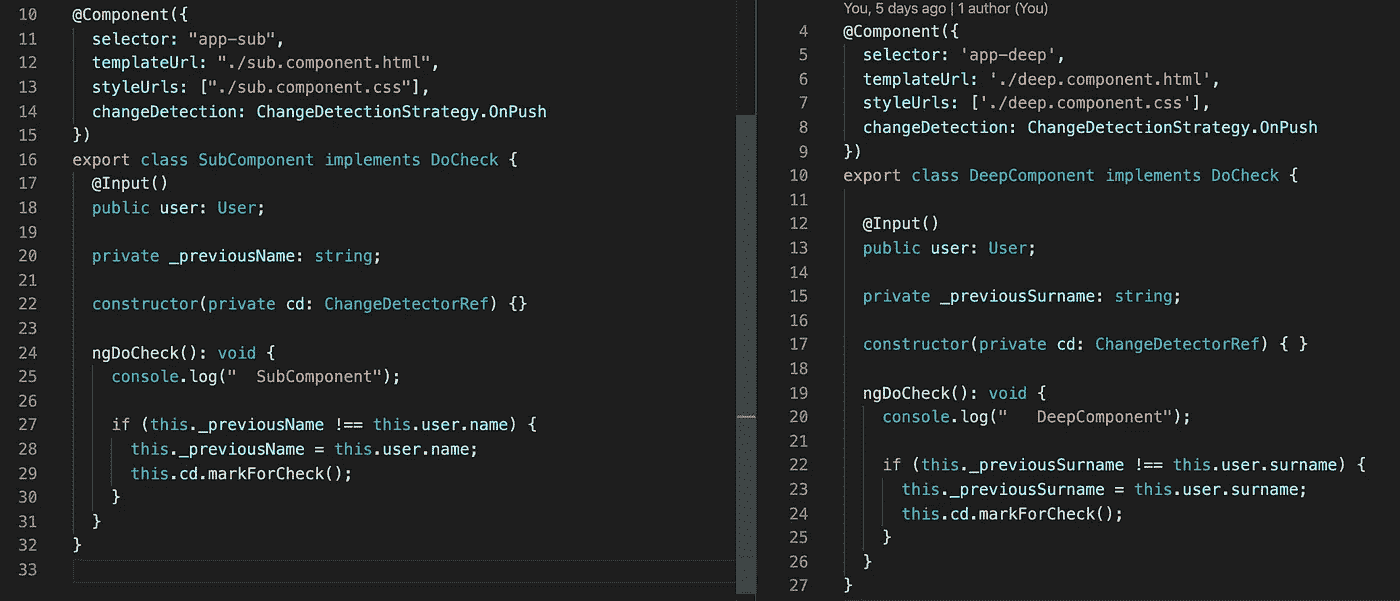 10 @Component({
11 selector: "app-sub",
12 templateUrl: "./sub.component.html",
13 styleUrls: ["./sub.component.css"],
14 changeDetection: ChangeDetectionStrategy.OnPush
15 })
16 export class SubComponent implements DoCheck {
17 @Input()
18 public user: User;
19
20 private _previousName: string;
21
22 constructor(private cd: ChangeDetectorRef) {}
23
24 ngDoCheck(): void {
25 console.log("  SubComponent");
26
27 if (this._previousName !== this.user.name) {
28 this._previousName = this.user.name;
29 this.cd.markForCheck();
30 }
31 }
32 }
33
You, 5 days ago | 1 author (You)
4 @Component({
5 selector: 'app-deep',
6 templateUrl: './deep.component.html',
7 styleUrls: ['./deep.component.css'],
8 changeDetection: ChangeDetectionStrategy.OnPush
9 })
10 export class DeepComponent implements DoCheck {
11
12 @Input()
13 public user: User;
14
15 private _previousSurname: string;
16
17 constructor(private cd: ChangeDetectorRef) { }
18
19 ngDoCheck(): void {
20 console.log("   DeepComponent");
21
22 if (this._previousSurname !== this.user.surname) {
23 this._previousSurname = this.user.surname;
24 this.cd.markForCheck();
25 }
26 }
27 }